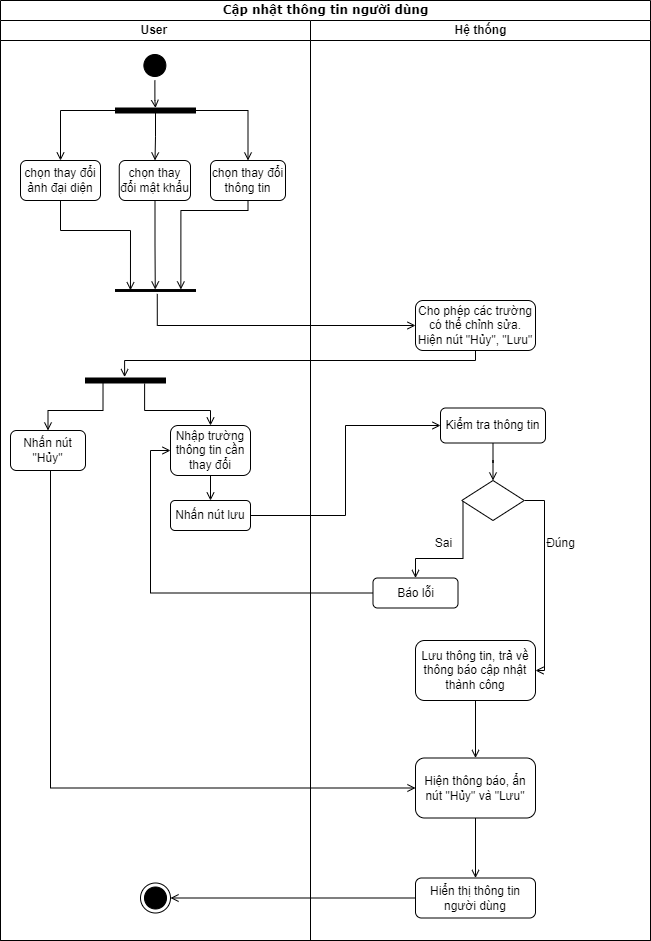 Cập nhật thông tin người dùng
User
Hệ thống
chọn thay đổi
ảnh đại diện
chọn thay
đổi mật khẩu
chọn thay đổi
thông tin
Cho phép các trường
có thể chỉnh sửa.
Hiện nút "Hủy", "Lưu"
Nhấn nút
"Hủy"
Nhập trường
thông tin cần
thay đổi
Kiểm tra thông tin
Nhấn nút lưu
Sai
Đúng
Báo lỗi
Lưu thông tin, trả về
thông báo cập nhật
thành công
Hiện thông báo, ẩn
nút "Hủy" và "Lưu"
Hiển thị thông tin
người dùng